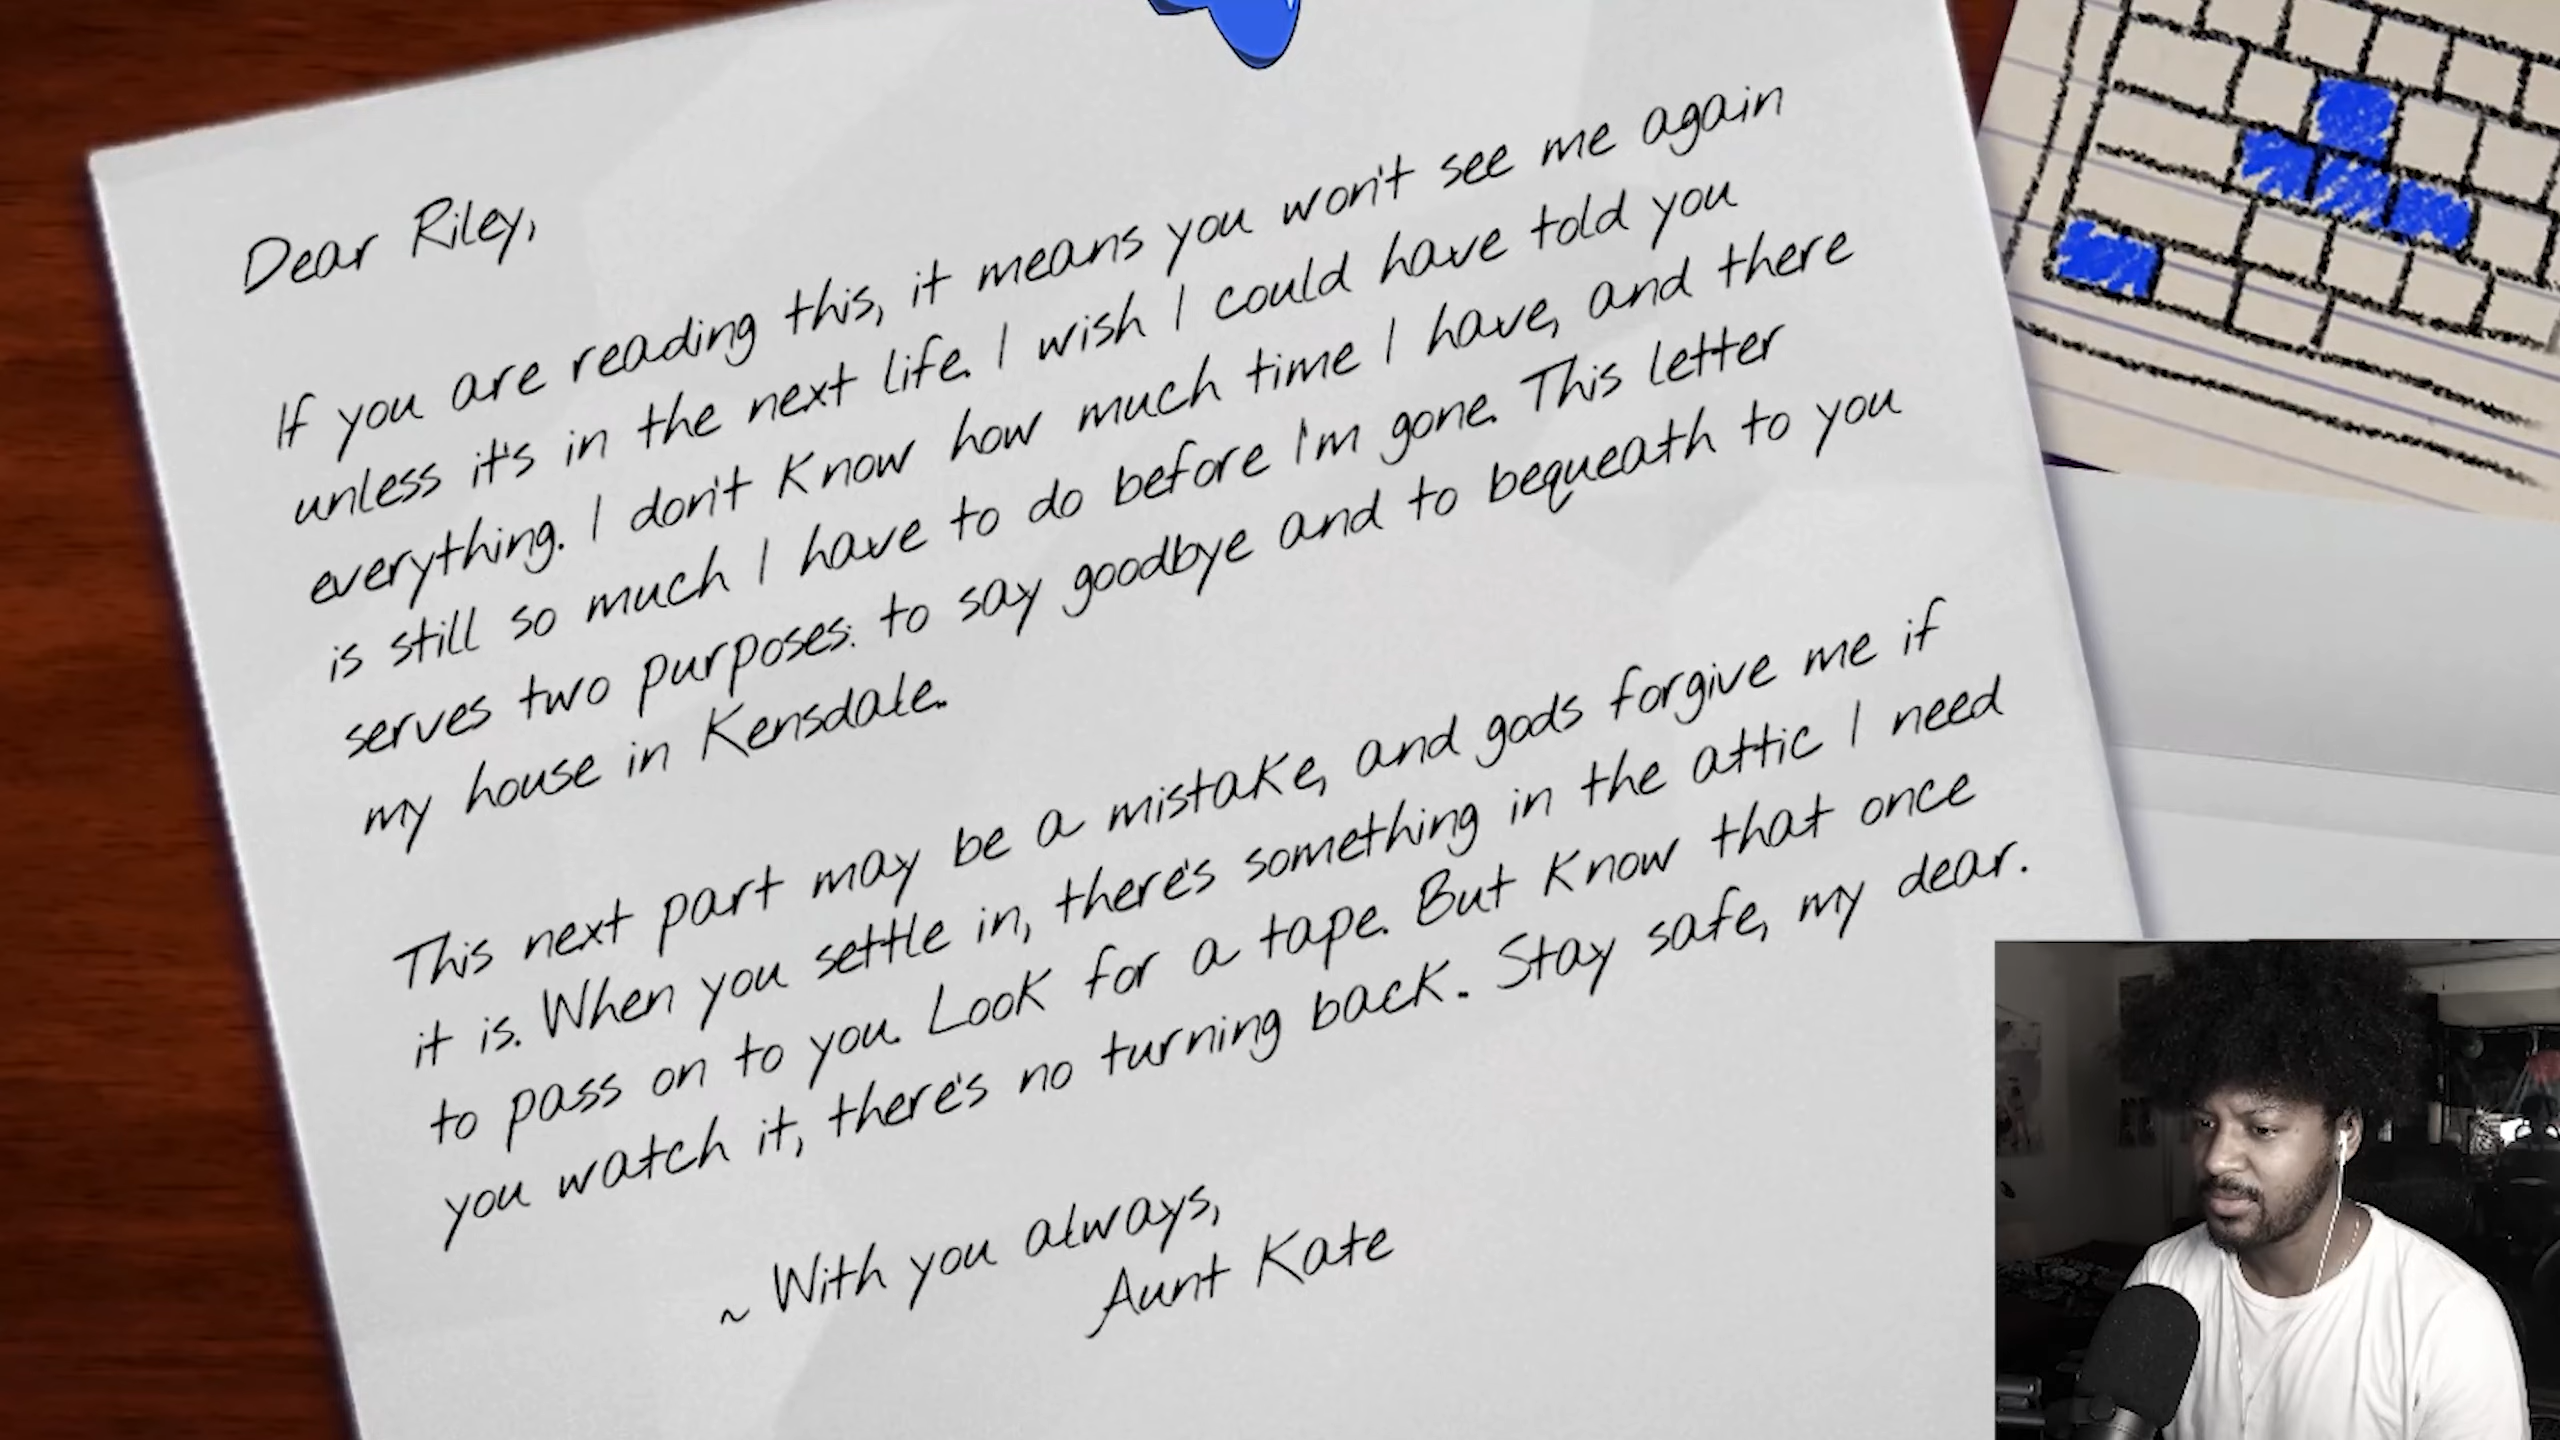 Dear Riley,
If you are reading this, it means you won't see me again
unless it's in the next life. I wish I could have told you
everything. I don't know how much time I have, and there
is still so much I have to do before I'm gone. This letter
serves two purposes: to say goodbye and to bequeath to you
my house in Kensdale.
This next part may be a mistake, and gods forgive me if
it is. When you settle in, there's something in the attic I need
to pass on to you. Look for a tape. But know that once
you watch it, there's no turning back. Stay safe, my dear.
~ With you always,
Aunt Kate